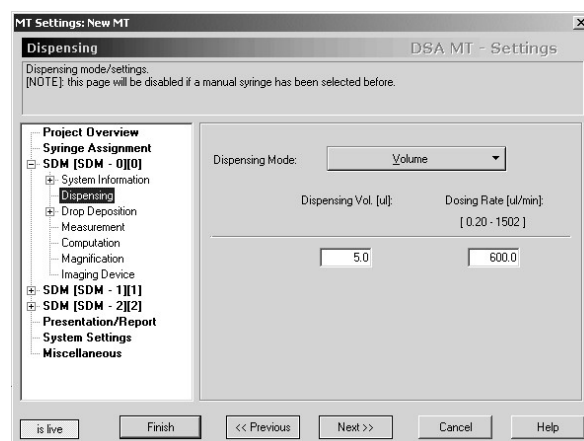 MT Settings: New MT
Dispensing
DSA MT - Settings
Dispensing mode/settings.
[NOTE]: this page will be disabled if a manual syringe has been selected before.
Project Overview
Syringe Assignment
SDM [SDM - 0][0]
System Information
Dispensing
Drop Deposition
Measurement
Computation
Magnification
Imaging Device
SDM [SDM - 1][1]
SDM [SDM - 2][2]
Presentation/Report
System Settings
Miscellaneous
Dispensing Mode: Volume
Dispensing Vol. [ul]: Dosing Rate [ul/min]:
[ 0.20 - 1502 ]
5.0 600.0
is live Finish << Previous Next >> Cancel Help